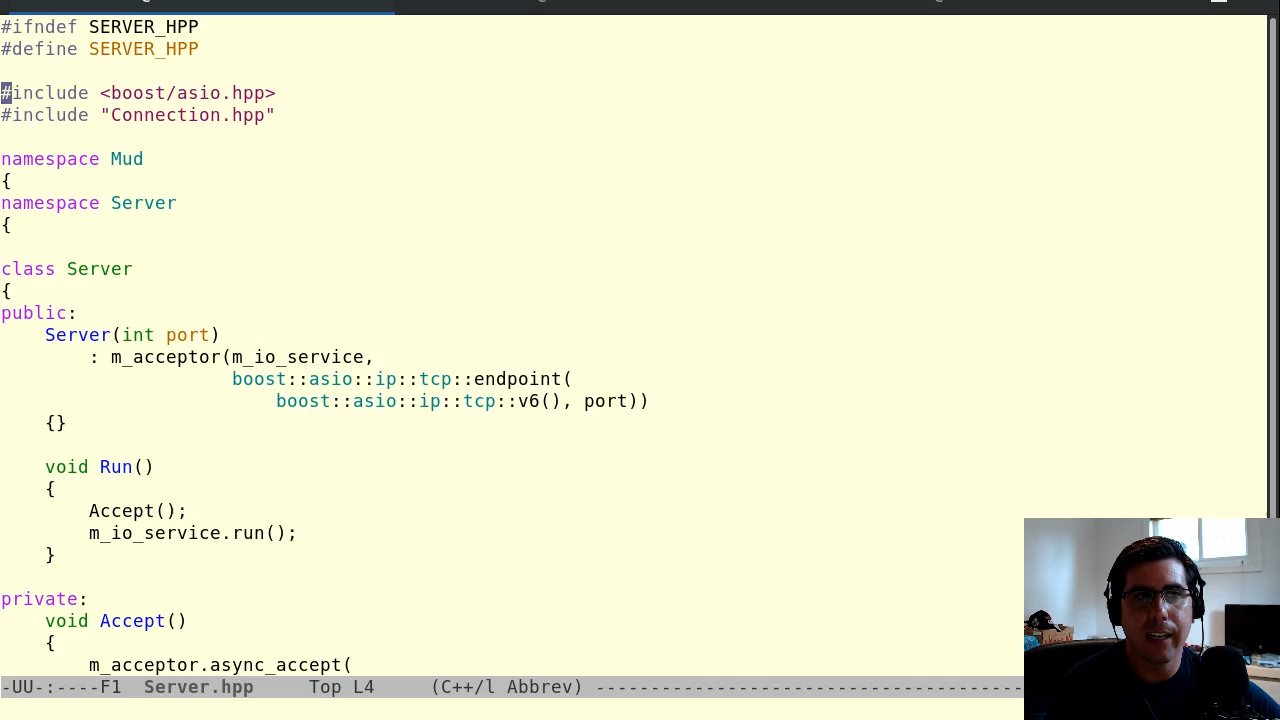 #ifndef SERVER_HPP
#define SERVER_HPP
#include <boost/asio.hpp>
#include "Connection.hpp"
namespace Mud
{
namespace Server
{
class Server
{
public:
Server(int port)
: m_acceptor(m_io_service,
boost::asio::ip::tcp::endpoint(
boost::asio::ip::tcp::v6(), port))
{}
void Run()
{
Accept();
m_io_service.run();
}
private:
void Accept()
{
m_acceptor.async_accept(
-UU-:----F1  Server.hpp     Top L4     (C++/l Abbrev) ---------------------------------------